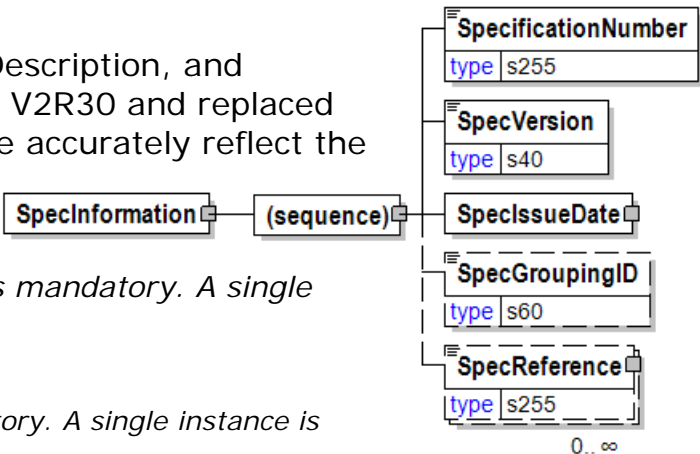 SpecificationNumber
type s255
Description, and
V2R30 and replaced
e accurately reflect the
SpecVersion
type s40
SpecInformation
(sequence)
SpecIssueDate
s mandatory. A single
SpecGroupingID
type s60
SpecReference
type s255
ory. A single instance is
0..∞